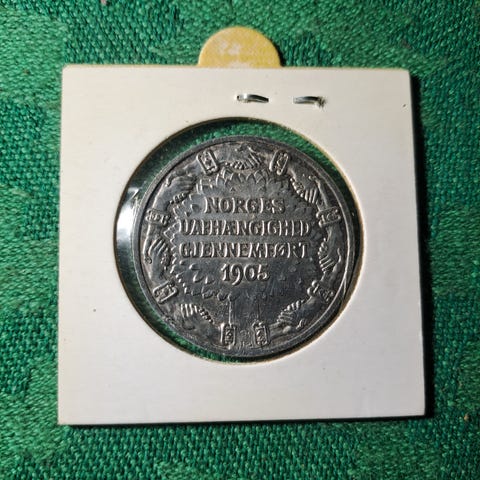 NORGES
UAFHÆNGIGHED
GJENNEMFØRT
1905